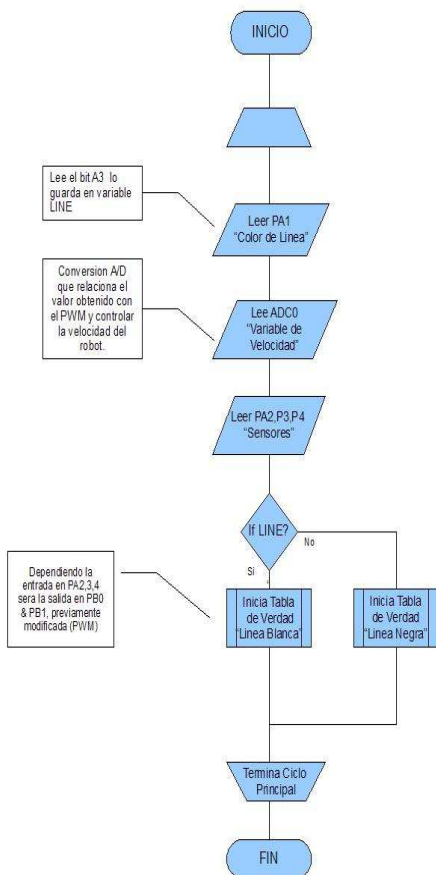 INICIO
Lee el bit A3 lo
guarda en variable
LINE
Leer PA1
"Color de Linea"
Conversion A/D
que relaciona el
valor obtenido con
el PWM y controlar
la velocidad del
robot.
Lee ADC0
"Variable de
Velocidad"
Leer PA2,P3,P4
"Sensores"
If LINE?
No
Si
Dependiendo la
entrada en PA2,3,4
sera la salida en PB0
& PB1, previamente
modificada (PWM)
Inicia Tabla
de Verdad
"Linea Blanca"
Inicia Tabla
de Verdad
"Linea Negra"
Termina Ciclo
Principal
FIN